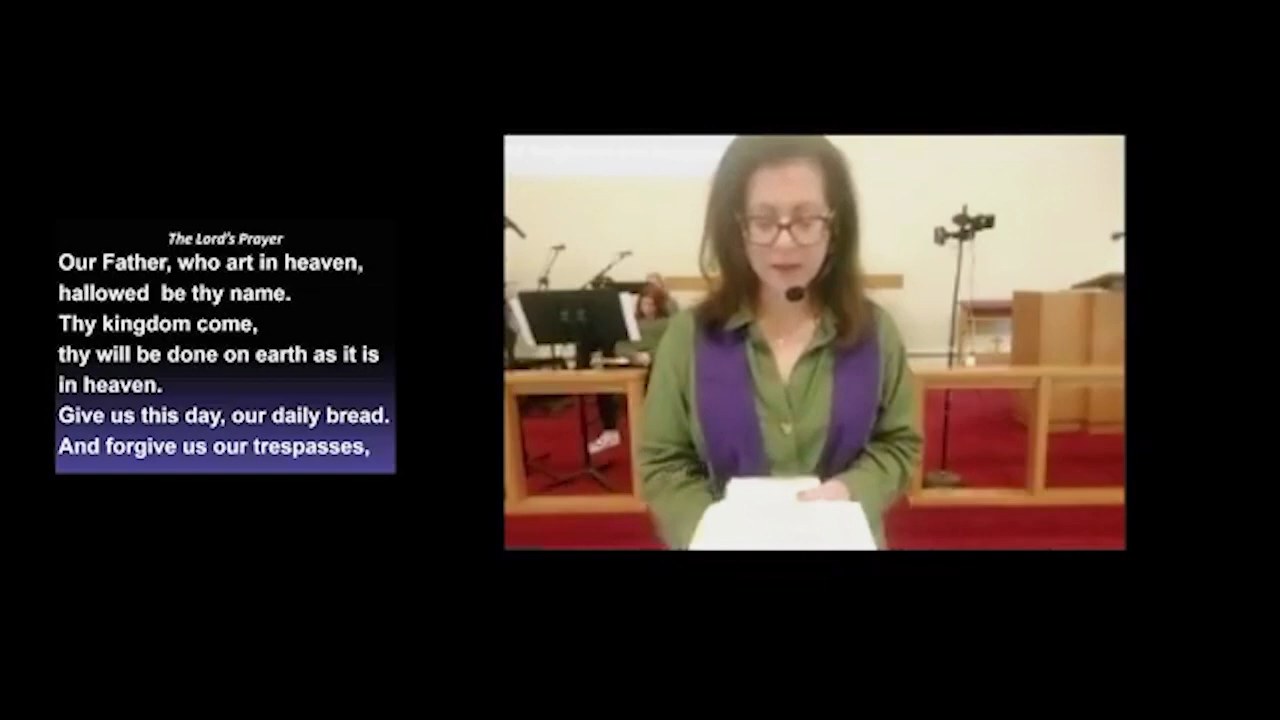 The Lord's Prayer
Our Father, who art in heaven,
hallowed  be thy name.
Thy kingdom come,
thy will be done on earth as it is
in heaven.
Give us this day, our daily bread.
And forgive us our trespasses,